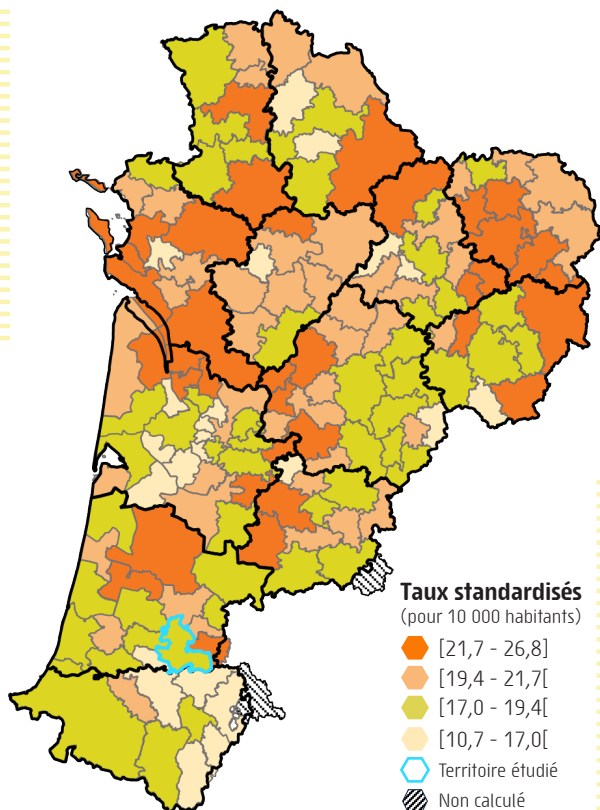 Taux standardisés
(pour 10 000 habitants)
[21,7 - 26,8]
[19,4 - 21,7[
[17,0 - 19,4[
[10,7 - 17,0[
Territoire étudié
Non calculé